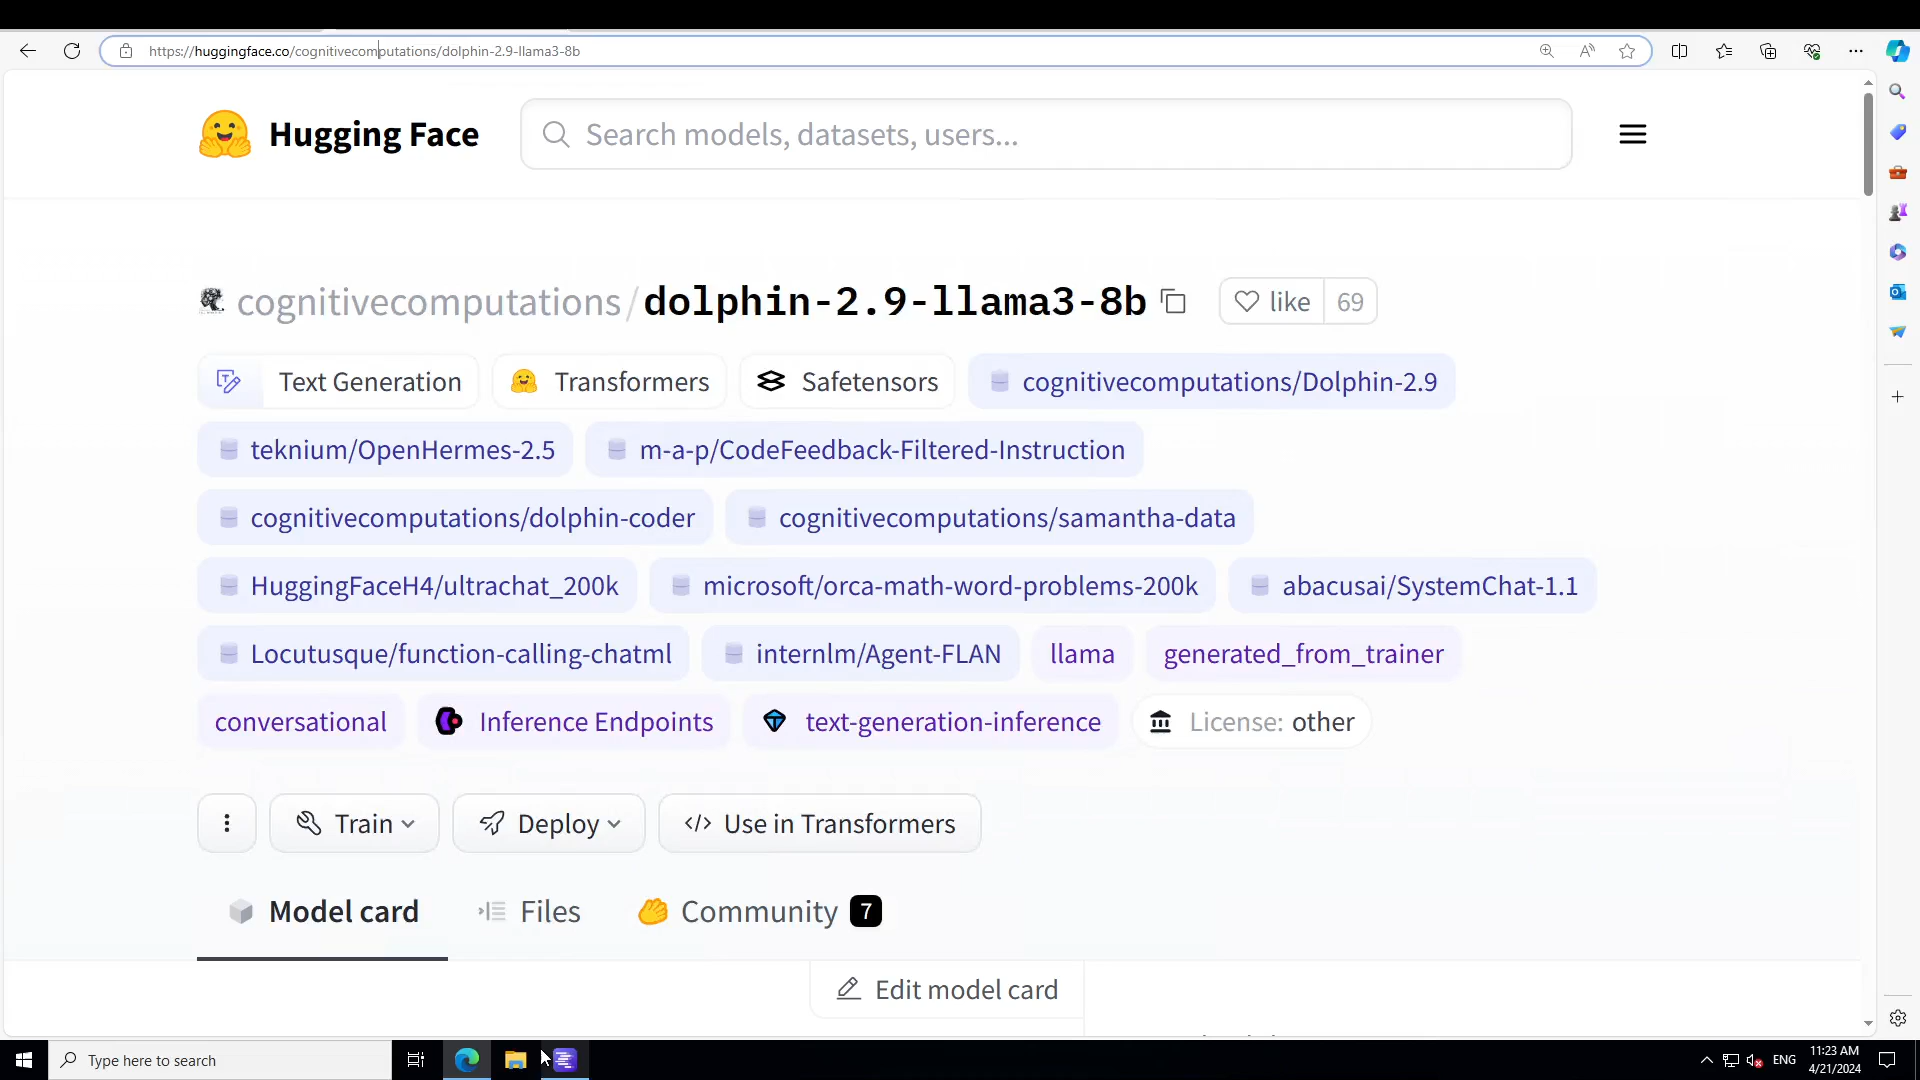 https://huggingface.co/cognitivecomputations/dolphin-2.9-llama3-8b
Hugging Face
Search models, datasets, users...
cognitivecomputations/dolphin-2.9-llama3-8b like 69
Text Generation Transformers Safetensors cognitivecomputations/Dolphin-2.9
teknium/OpenHermes-2.5 m-a-p/CodeFeedback-Filtered-Instruction
cognitivecomputations/dolphin-coder cognitivecomputations/samantha-data
HuggingFaceH4/ultrachat_200k microsoft/orca-math-word-problems-200k abacusai/SystemChat-1.1
Locutusque/function-calling-chatml internlm/Agent-FLAN llama generated_from_trainer
conversational Inference Endpoints text-generation-inference License: other
Train Deploy </> Use in Transformers
Model card Files Community 7
Edit model card
Type here to search
ENG
11:23 AM
4/21/2024